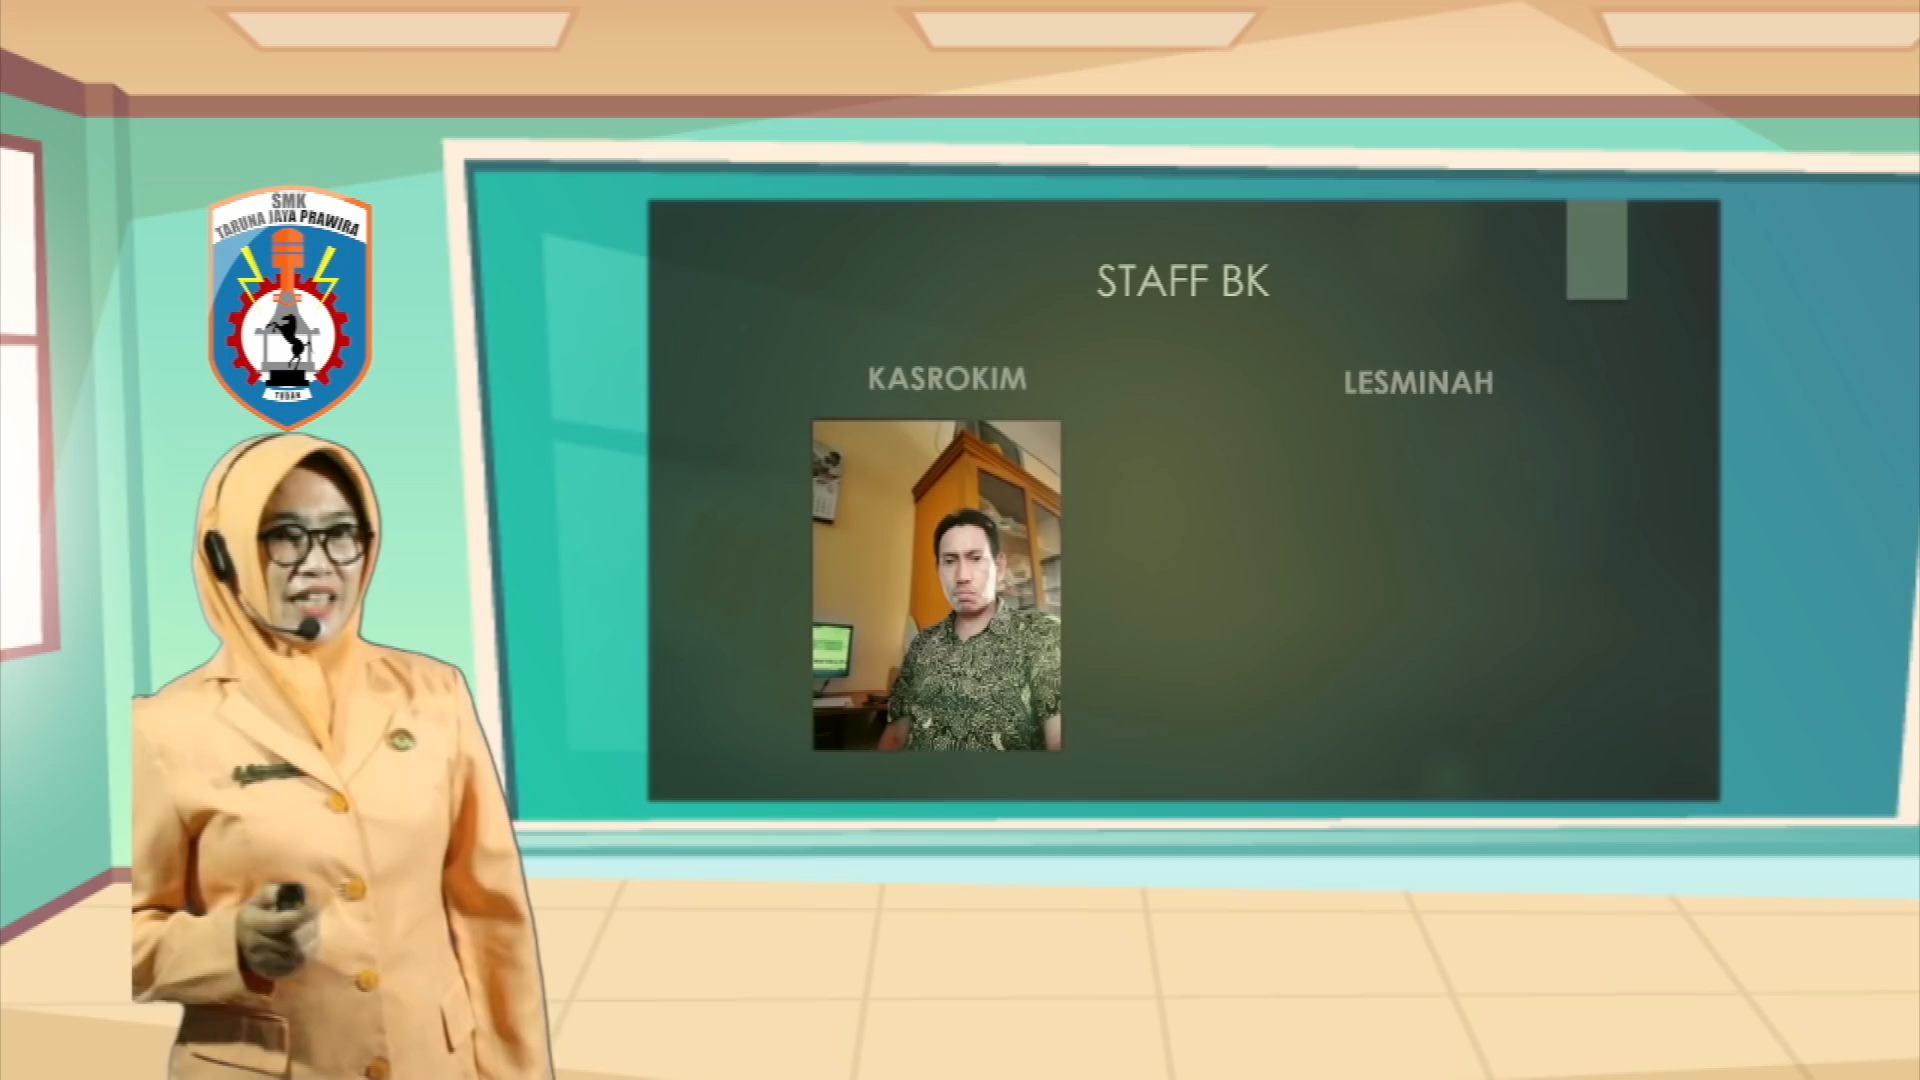 SMK
TARUNA JAYA PRAWIRA
TUBAN
STAFF BK
KASROKIM
LESMINAH